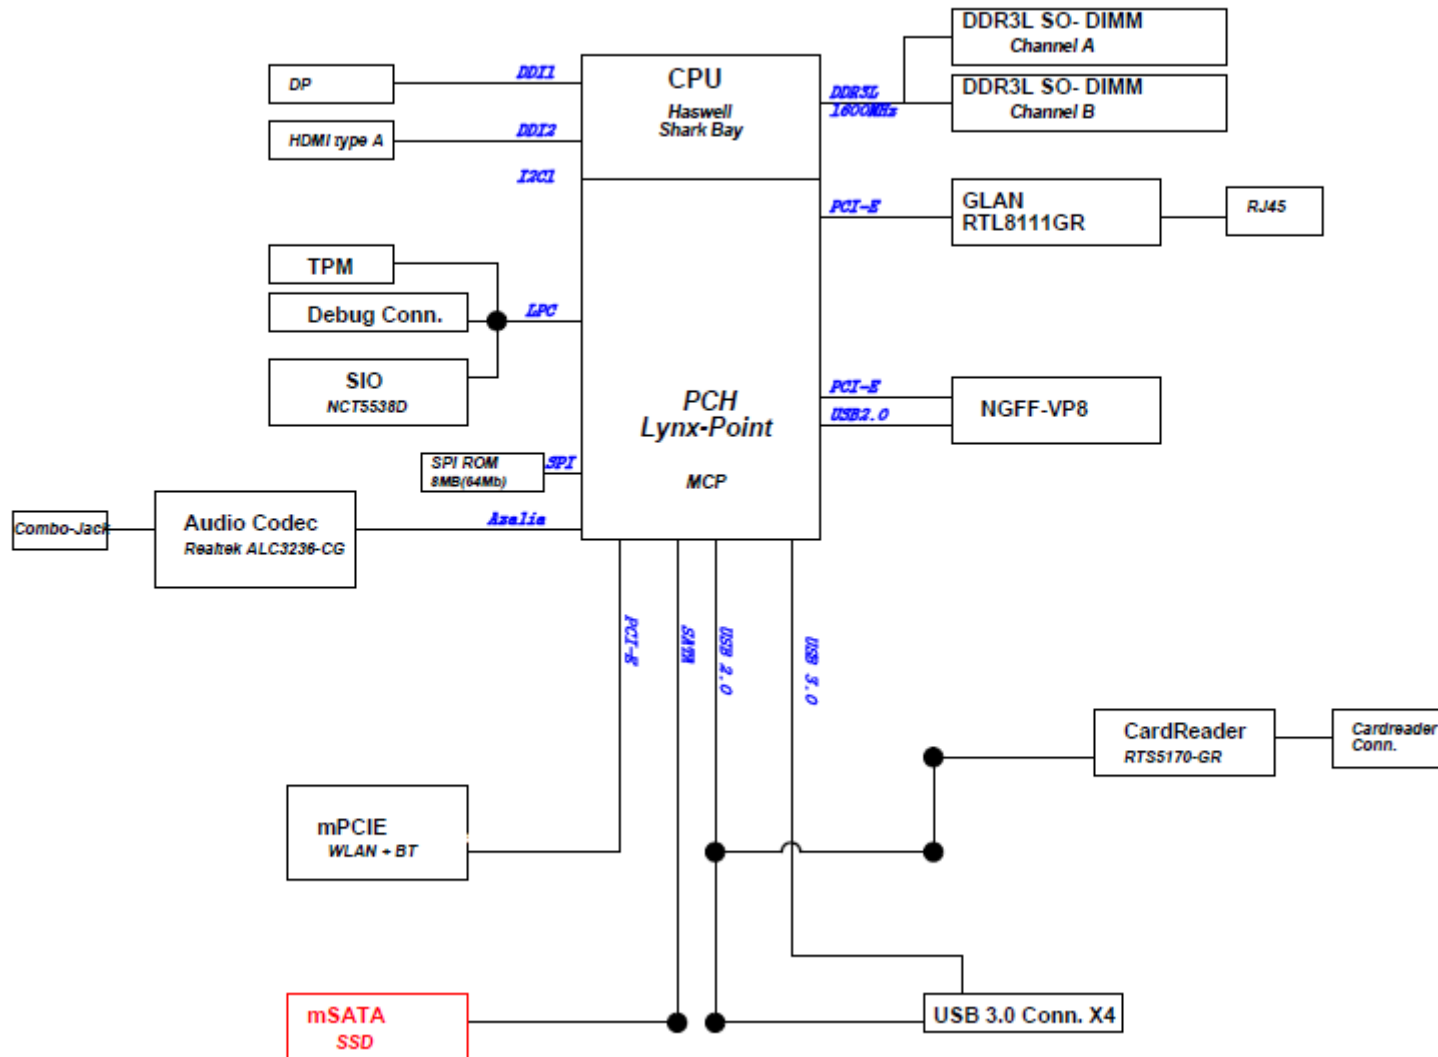 DDR3L SO- DIMM
Channel A
DP
DDI1
CPU
Haswell
Shark Bay
DDR3L
1600MHz
DDR3L SO- DIMM
Channel B
HDMI type A
DDI2
I2C1
PCI-E
GLAN
RTL8111GR
RJ45
TPM
Debug Conn.
LPC
SIO
NCT5538D
PCH
Lynx-Point
MCP
PCI-E
USB2.0
NGFF-VP8
SPI ROM
8MB(64Mb)
SPI
Combo-Jack
Audio Codec
Realtek ALC3236-CG
Azalia
PCI-E
SATA
USB 2.0
USB 3.0
CardReader
RTS5170-GR
Cardreader
Conn.
mPCIE
WLAN + BT
mSATA
SSD
USB 3.0 Conn. X4